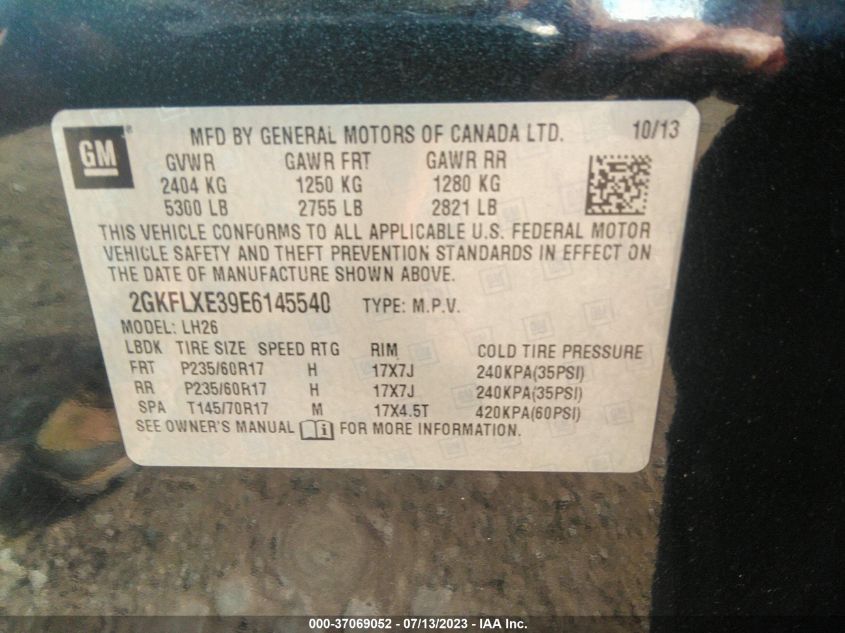 GM® MFD BY GENERAL MOTORS OF CANADA LTD. 10/13
GVWR GAWR FRT GAWR RR
2404 KG 1250 KG 1280 KG
5300 LB 2755 LB 2821 LB
THIS VEHICLE CONFORMS TO ALL APPLICABLE U.S. FEDERAL MOTOR
VEHICLE SAFETY AND THEFT PREVENTION STANDARDS IN EFFECT ON
THE DATE OF MANUFACTURE SHOWN ABOVE.
2GKFLXE39E6145540 TYPE: M.P.V.
MODEL: LH26
LBDK TIRE SIZE SPEED RTG RIM COLD TIRE PRESSURE
FRT P235/60R17 H 17X7J 240KPA(35PSI)
RR P235/60R17 H 17X7J 240KPA(35PSI)
SPA T145/70R17 M 17X4.5T 420KPA(60PSI)
SEE OWNER'S MANUAL i FOR MORE INFORMATION.
000-37069052 - 07/13/2023 - IAA Inc.